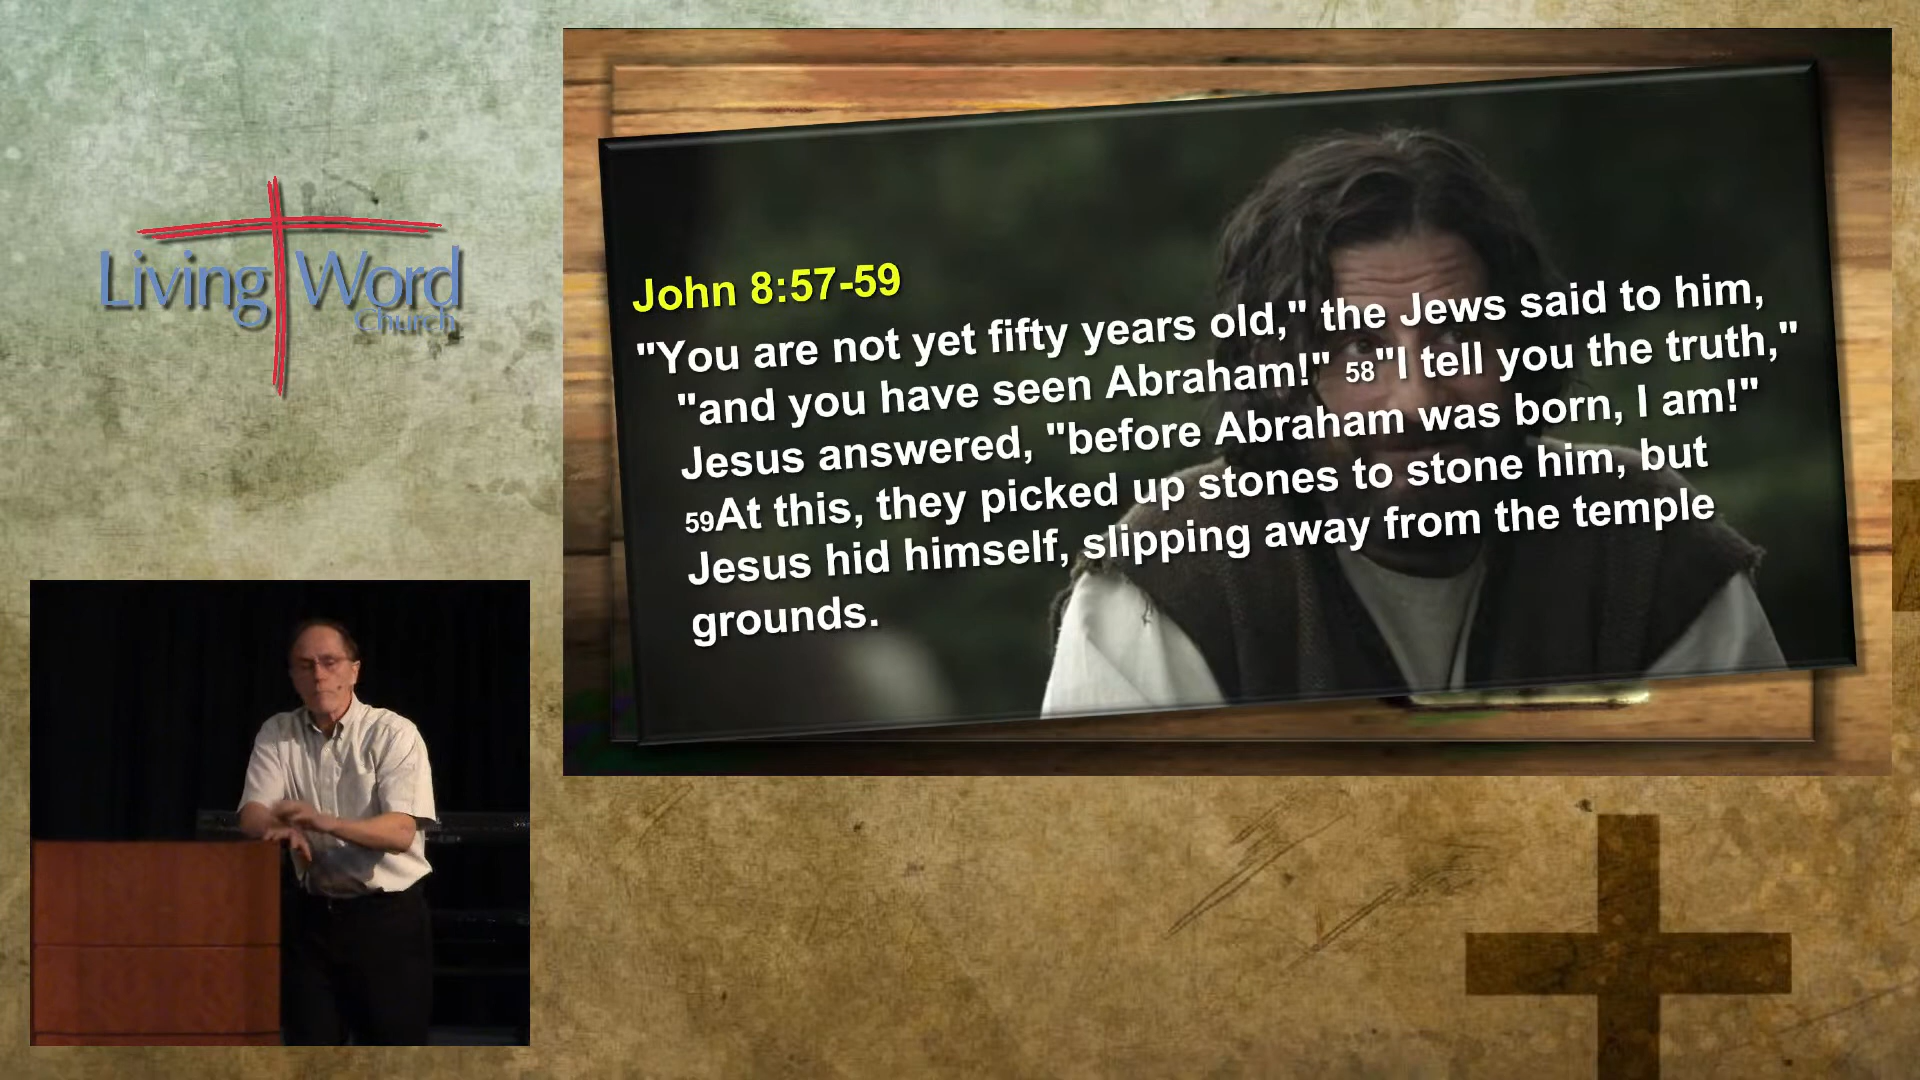 Living Word
Church
John 8:57-59
"You are not yet fifty years old," the Jews said to him,
"and you have seen Abraham!" 58"I tell you the truth,"
Jesus answered, "before Abraham was born, I am!"
59At this, they picked up stones to stone him, but
Jesus hid himself, slipping away from the temple
grounds.